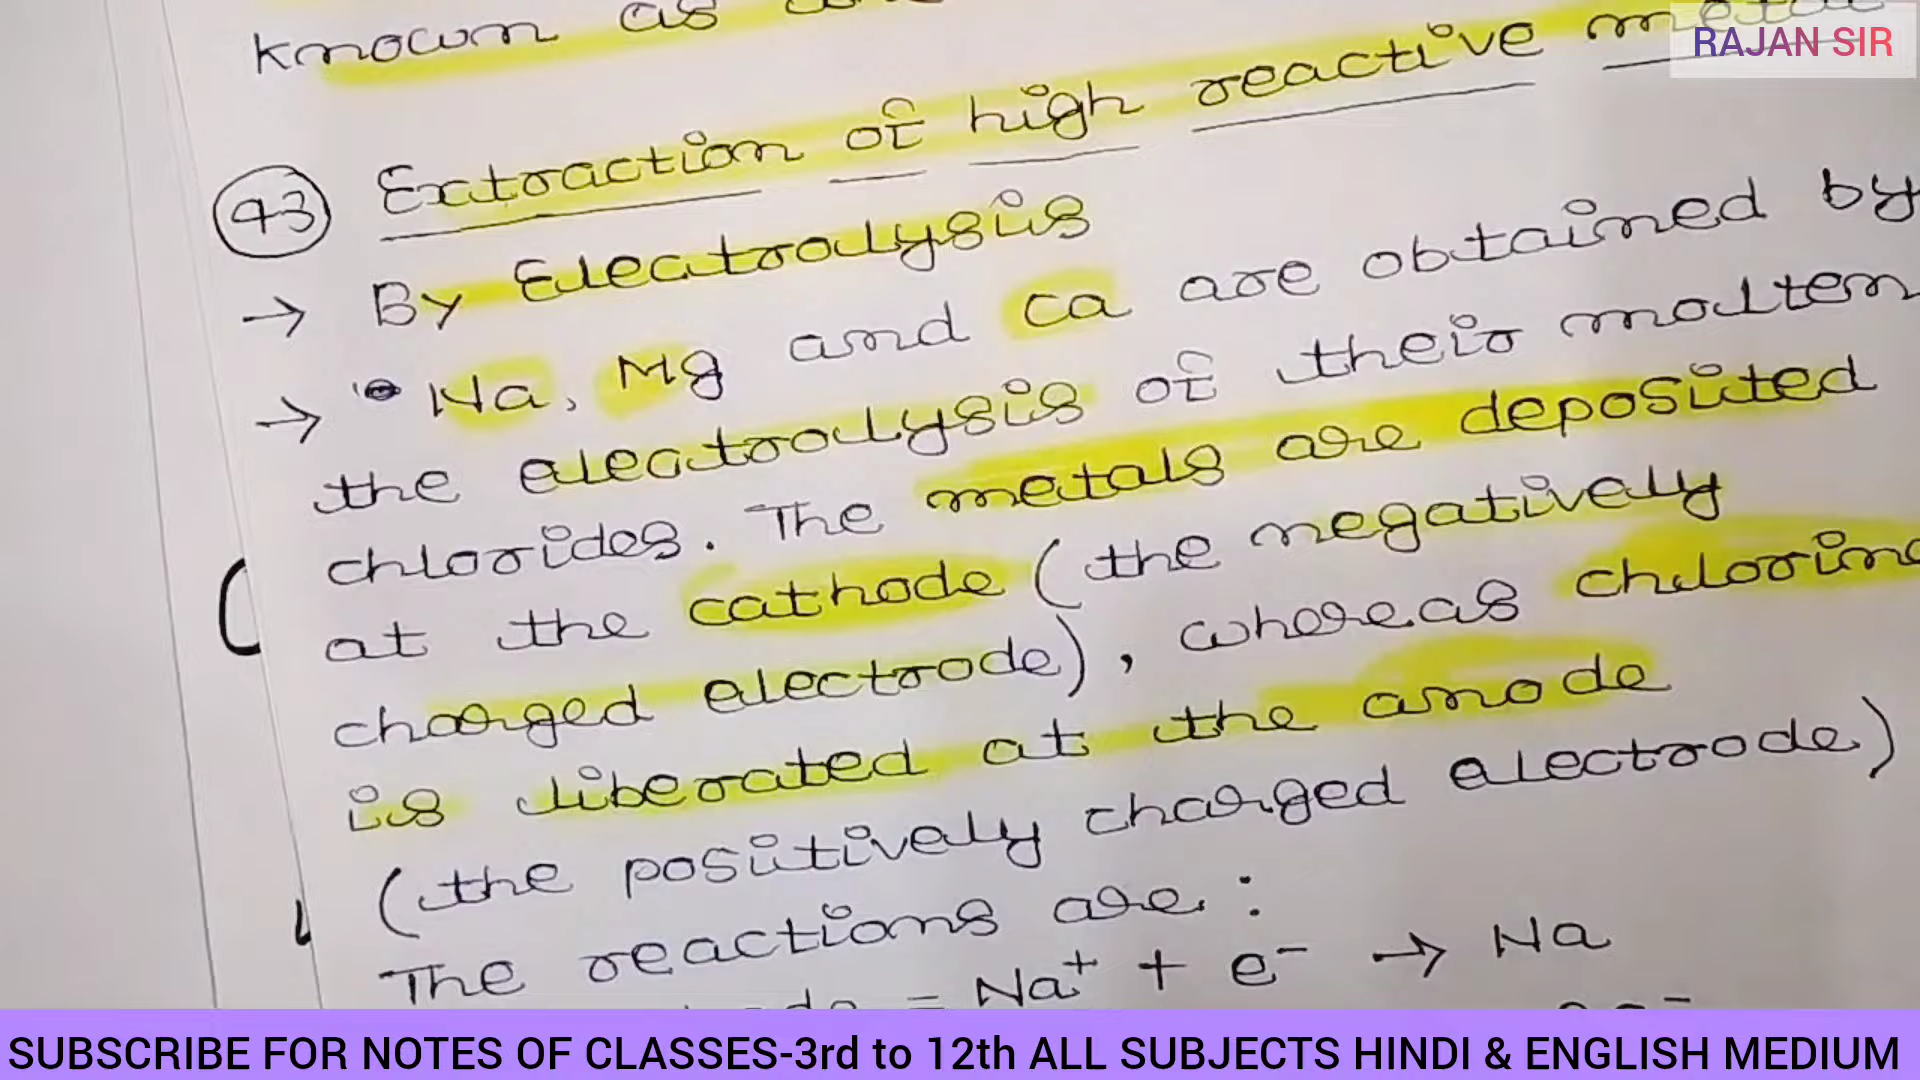 known as
RAJAN SIR
43 Extraction of high reactive metal
→ By Electrolysis
→ Na, Mg and Ca are obtained by
the electrolysis of their molten
chlorides. The metals are deposited
at the cathode (the negatively
charged electrode), whereas chlorine
is liberated at the anode
(the positively charged electrode)
The reactions are:
= Na⁺ + e⁻ → Na
SUBSCRIBE FOR NOTES OF CLASSES-3rd to 12th ALL SUBJECTS HINDI & ENGLISH MEDIUM